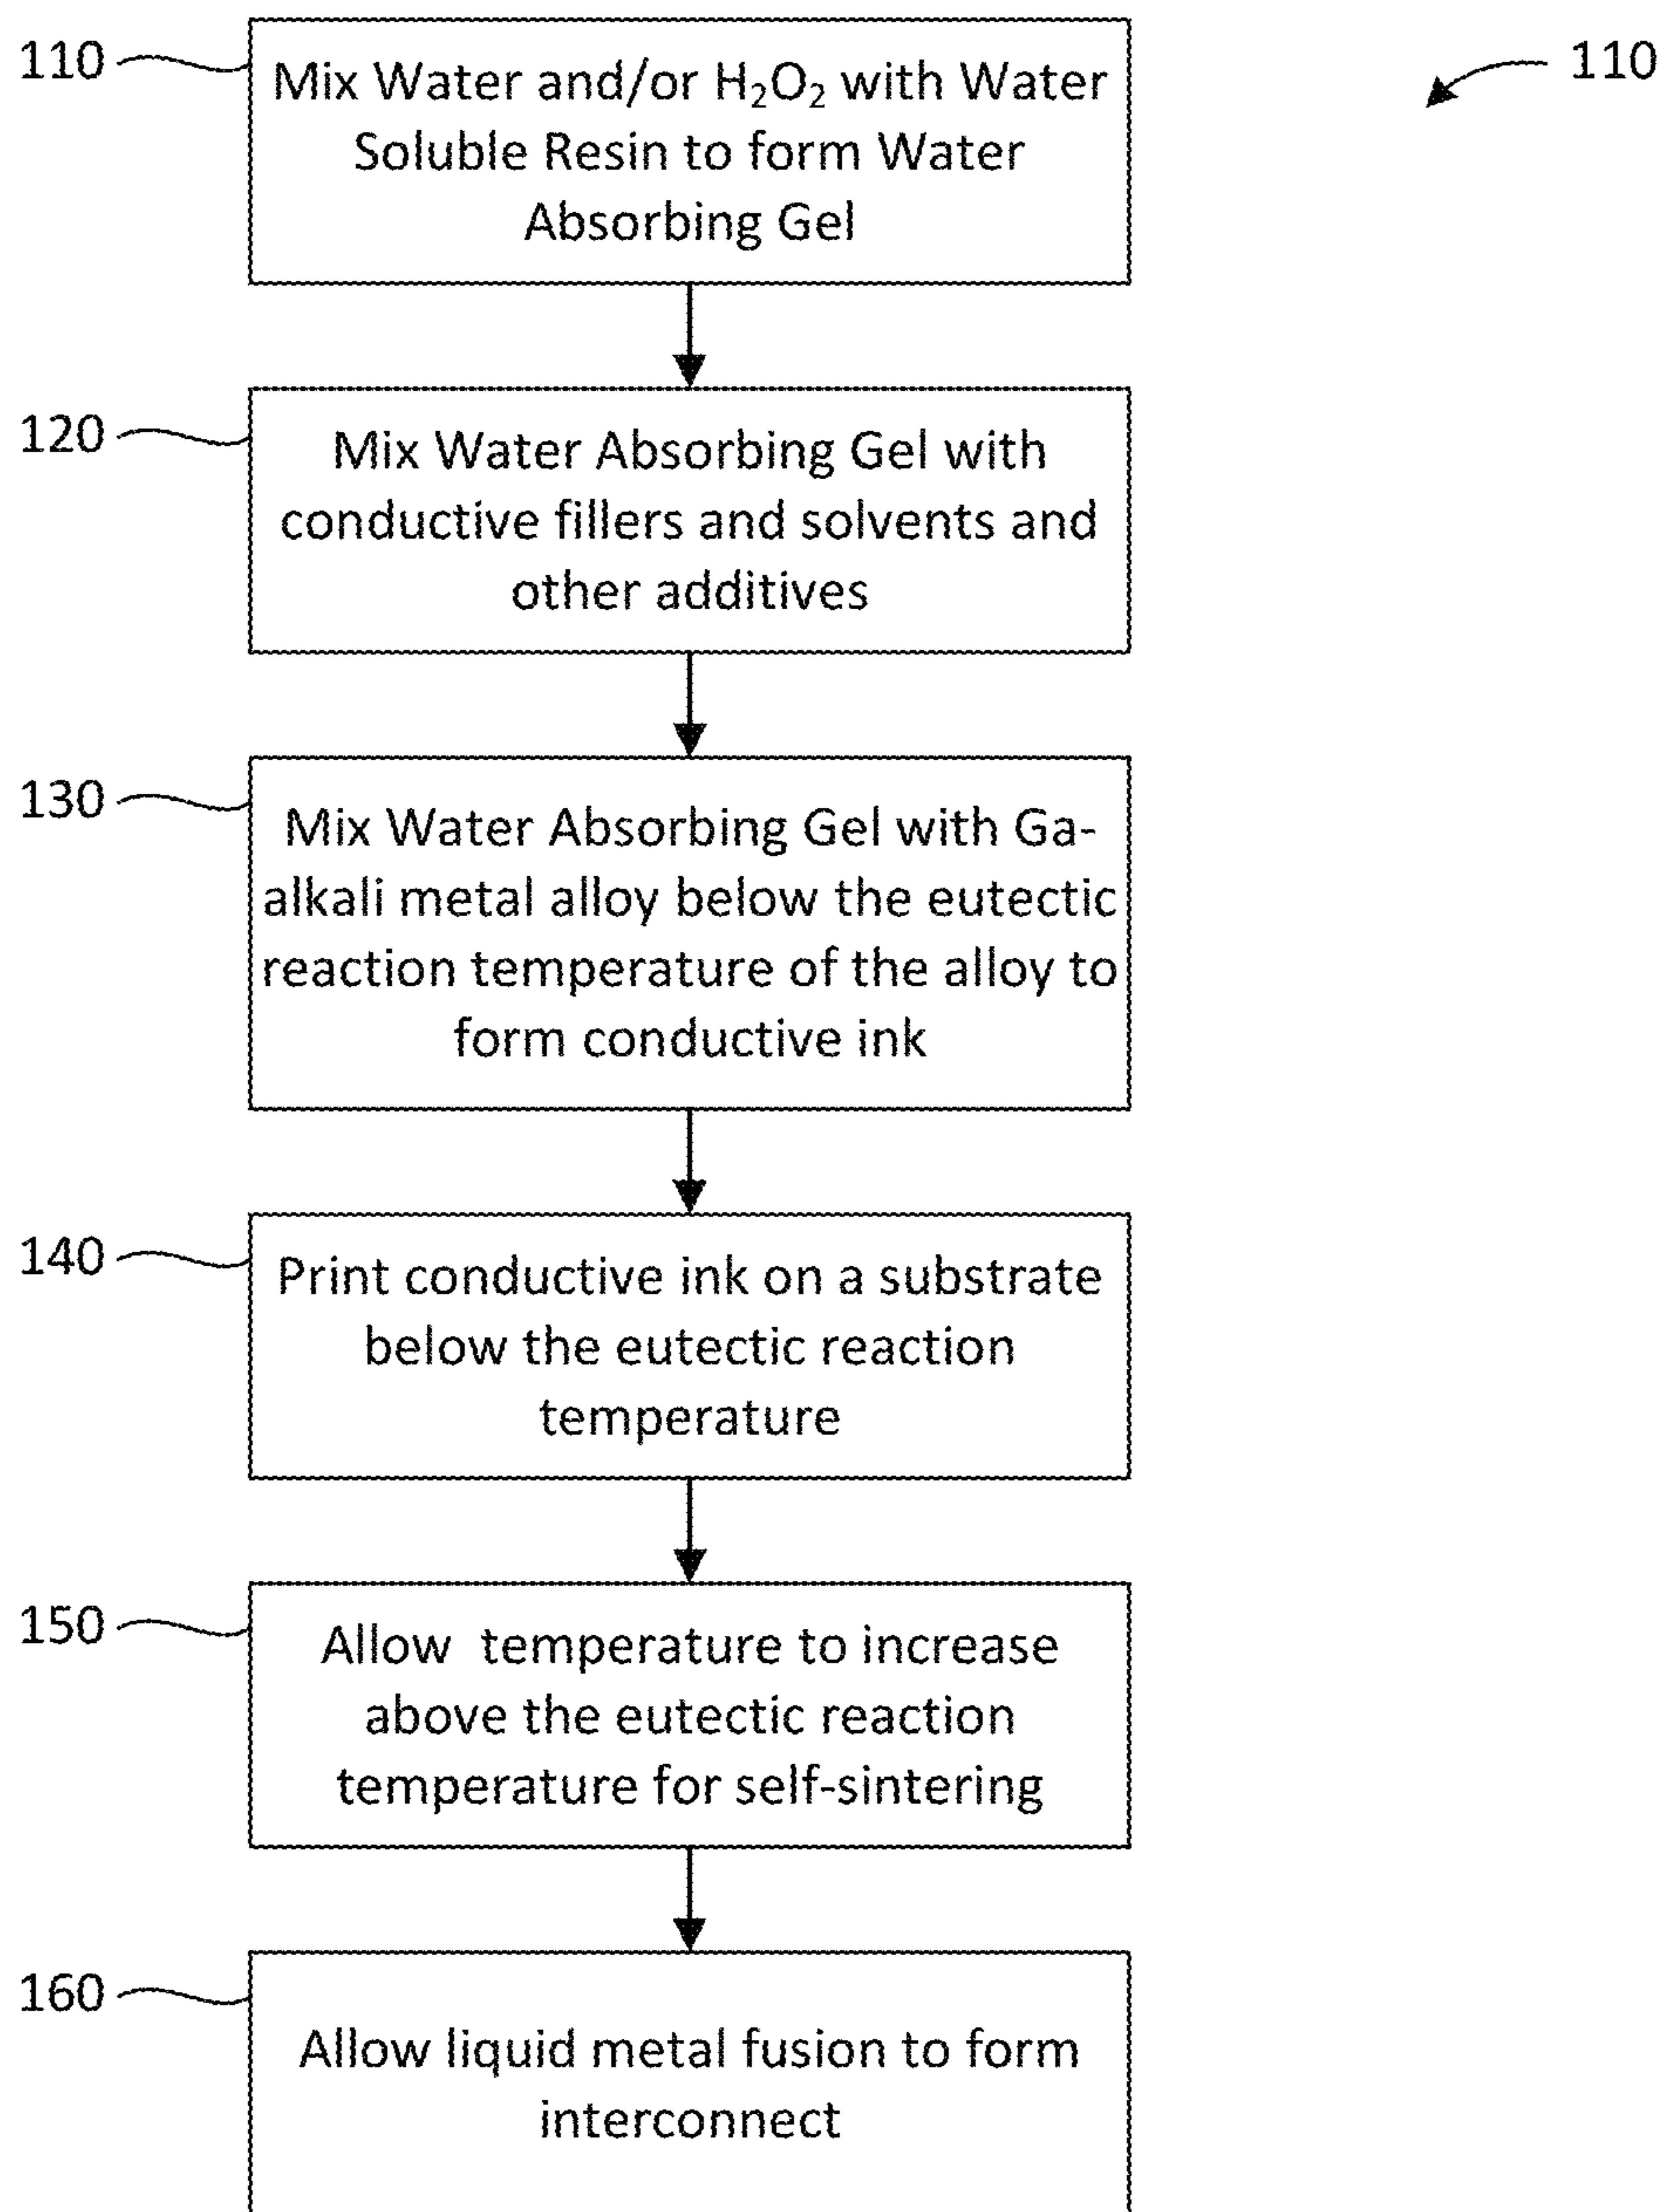 110
Mix Water and/or H₂O₂ with Water
Soluble Resin to form Water
Absorbing Gel
110
120
Mix Water Absorbing Gel with
conductive fillers and solvents and
other additives
130
Mix Water Absorbing Gel with Ga-
alkali metal alloy below the eutectic
reaction temperature of the alloy to
form conductive ink
140
Print conductive ink on a substrate
below the eutectic reaction
temperature
150
Allow temperature to increase
above the eutectic reaction
temperature for self-sintering
160
Allow liquid metal fusion to form
interconnect